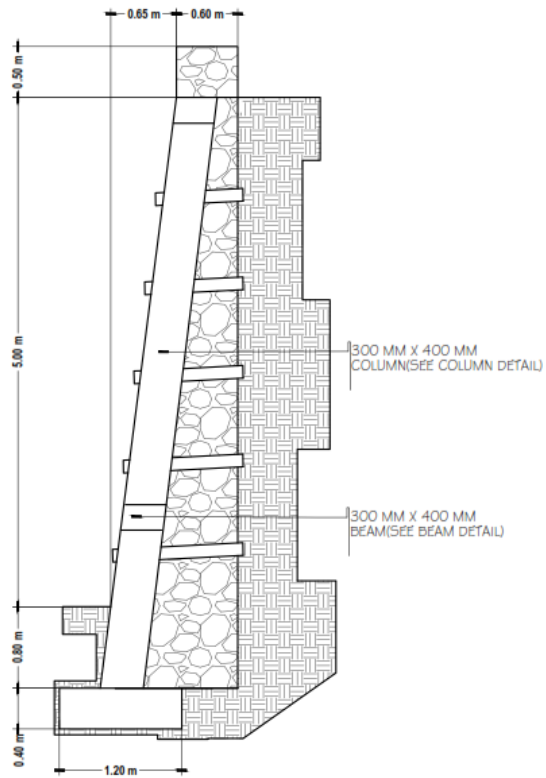 0.65 m
0.60 m
0.50 m
5.00 m
300 MM X 400 MM
COLUMN(SEE COLUMN DETAIL)
300 MM X 400 MM
BEAM(SEE BEAM DETAIL)
0.80 m
0.40 m
1.20 m